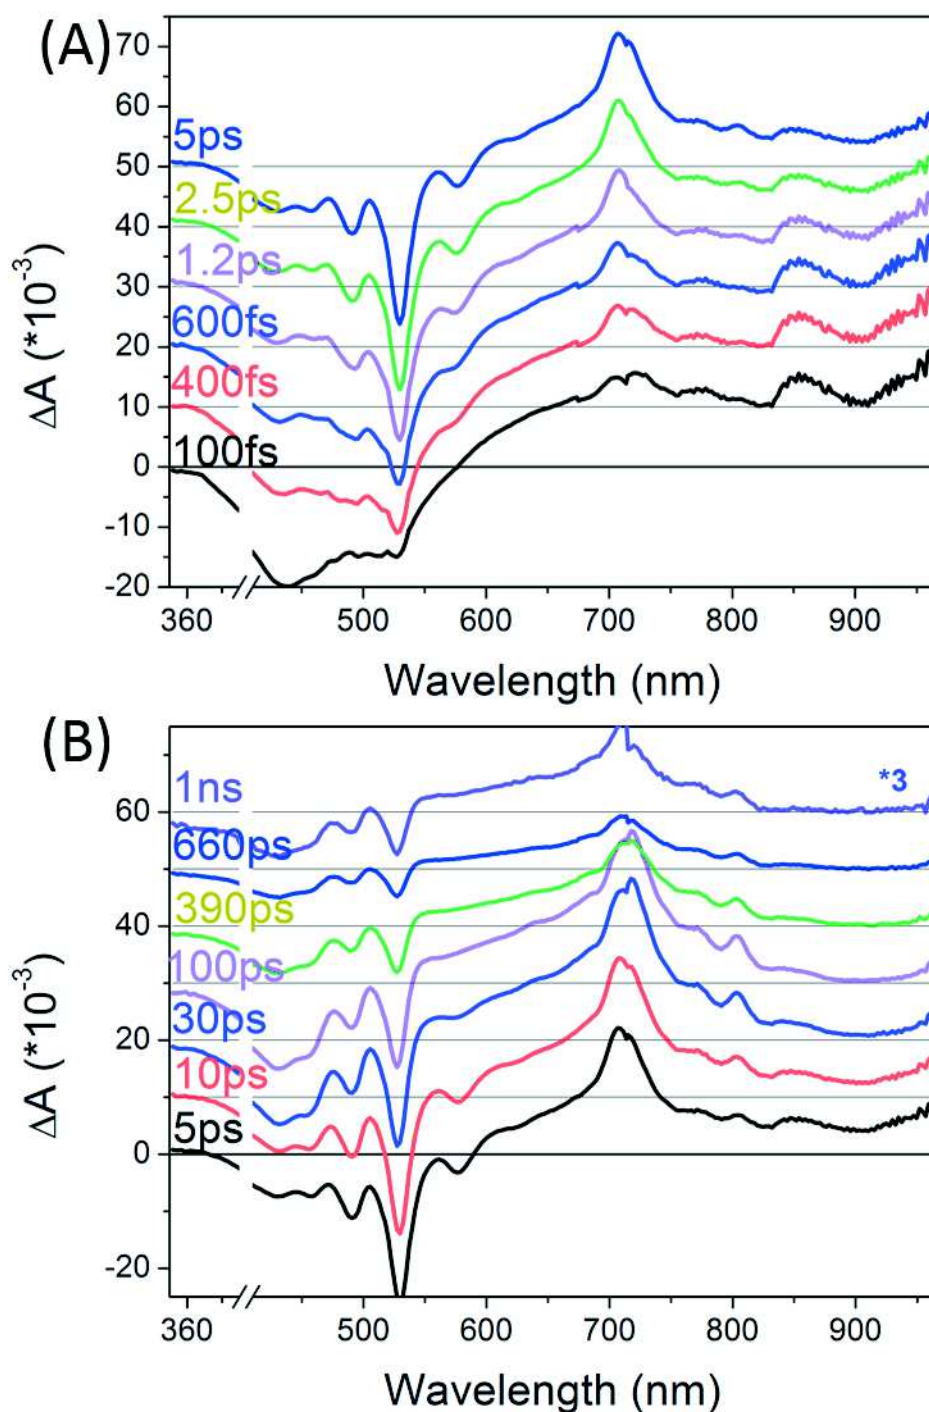 (A)
70
60
50
40
30
20
10
0
-10
-20
ΔA (*10⁻³)
5ps
2.5ps
1.2ps
600fs
400fs
100fs
360 500 600 700 800 900
Wavelength (nm)
(B)
60
40
20
0
-20
ΔA (*10⁻³)
1ns
*3
660ps
390ps
100ps
30ps
10ps
5ps
360 500 600 700 800 900
Wavelength (nm)